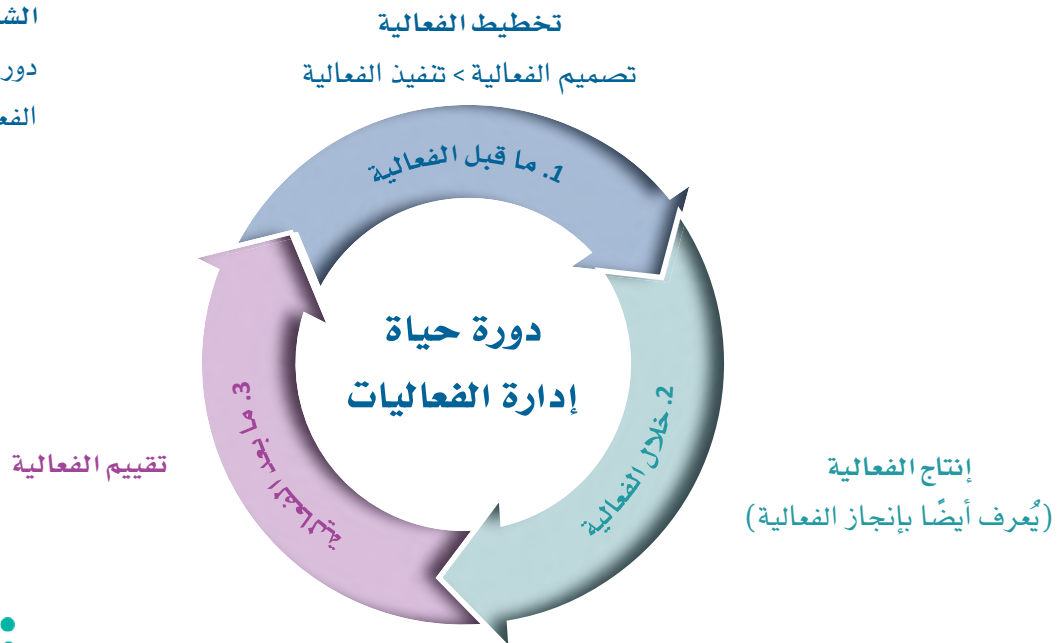 تخطيط الفعالية
تصميم الفعالية > تنفيذ الفعالية
1. ما قبل الفعالية
دورة حياة
إدارة الفعاليات
2. خلال الفعالية
إنتاج الفعالية
(يُعرف أيضًا بإنجاز الفعالية)
3. ما بعد الفعالية
تقييم الفعالية